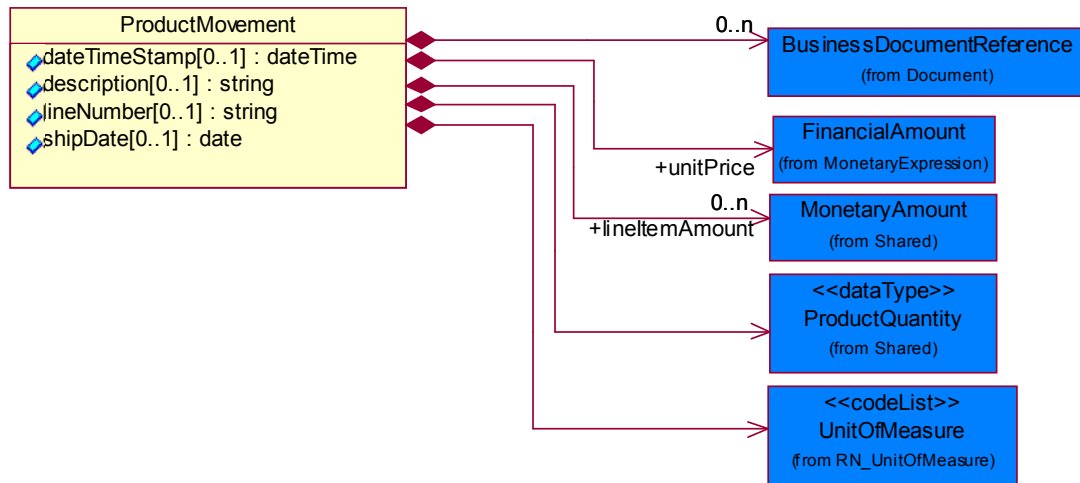 ProductMovement
dateTimeStamp[0..1] : dateTime
description[0..1] : string
lineNumber[0..1] : string
shipDate[0..1] : date
0..n
BusinessDocumentReference
(from Document)
+unitPrice
FinancialAmount
(from MonetaryExpression)
0..n
+lineItemAmount
MonetaryAmount
(from Shared)
<<dataType>>
ProductQuantity
(from Shared)
<<codeList>>
UnitOfMeasure
(from RN_UnitOfMeasure)